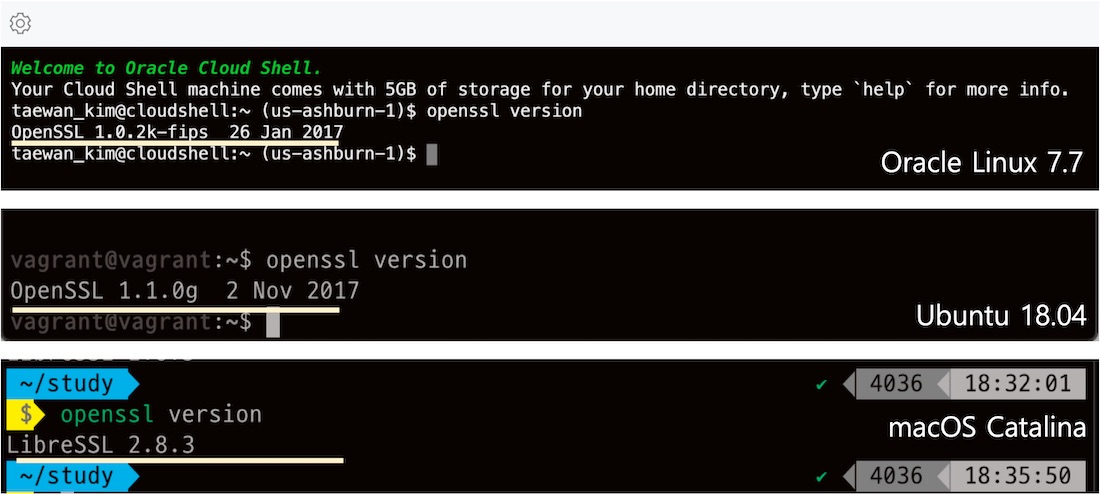 Welcome to Oracle Cloud Shell.
Your Cloud Shell machine comes with 5GB of storage for your home directory, type `help` for more info.
taewan_kim@cloudshell:~ (us-ashburn-1)$ openssl version
OpenSSL 1.0.2k-fips  26 Jan 2017
taewan_kim@cloudshell:~ (us-ashburn-1)$
Oracle Linux 7.7
vagrant@vagrant:~$ openssl version
OpenSSL 1.1.0g  2 Nov 2017
vagrant@vagrant:~$
Ubuntu 18.04
~/study ✔ 4036 18:32:01
$ openssl version
macOS Catalina
LibreSSL 2.8.3
~/study ✔ 4036 18:35:50